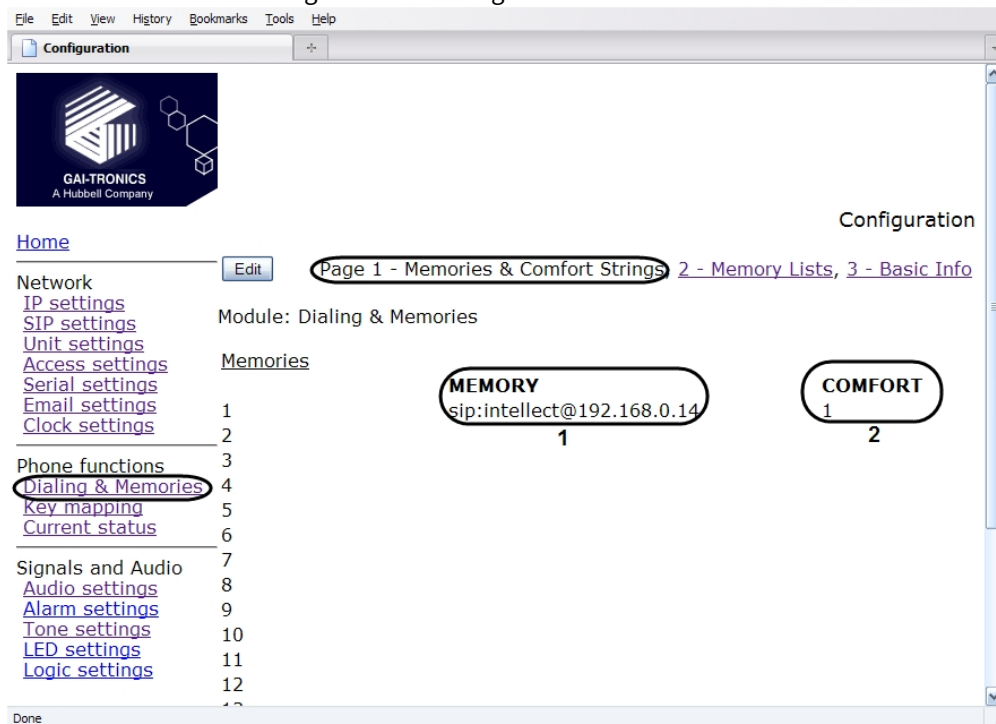 File Edit View History Bookmarks Tools Help
Configuration
GAI-TRONICS
A Hubbell Company
Configuration
Home
Edit Page 1 - Memories & Comfort Strings, 2 - Memory Lists, 3 - Basic Info
Network
IP settings
SIP settings
Unit settings
Access settings
Serial settings
Email settings
Clock settings
Phone functions
Dialing & Memories
Key mapping
Current status
Signals and Audio
Audio settings
Alarm settings
Tone settings
LED settings
Logic settings
Module: Dialing & Memories
Memories
MEMORY COMFORT
1 sip:intellect@192.168.0.14 1
1 2
2
3
4
5
6
7
8
9
10
11
12
Done